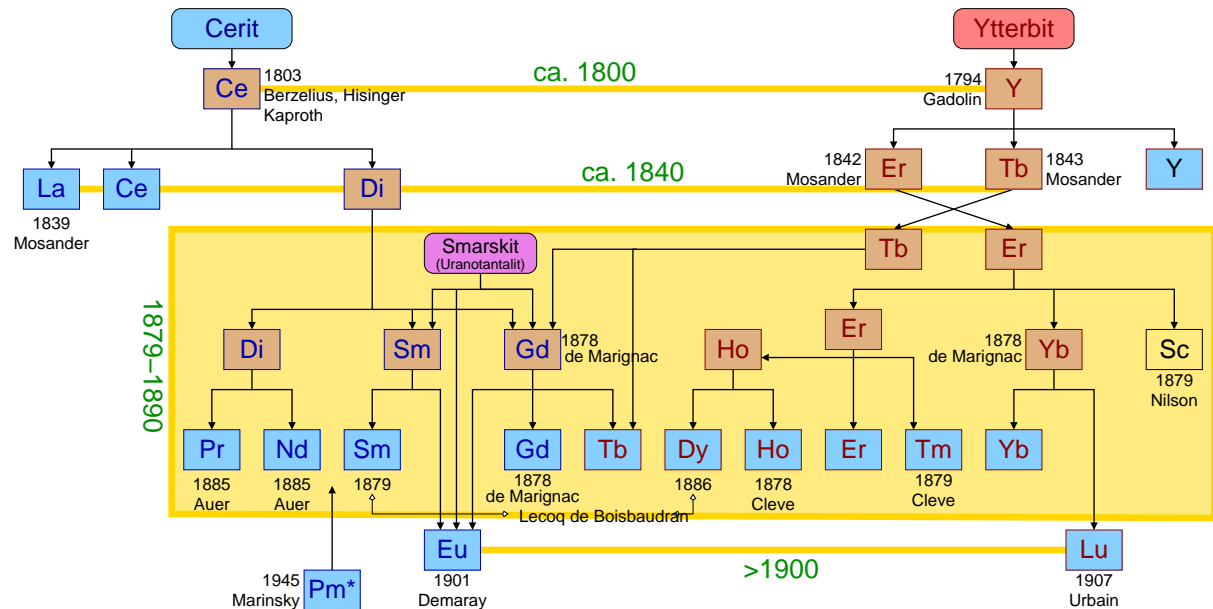 Cerit
Ytterbit
Ce
1803
Berzelius, Hisinger
Kaproth
ca. 1800
1794
Gadolin
Y
La
1839
Mosander
Ce
Di
ca. 1840
1842
Mosander
Er
Tb
1843
Mosander
Y
1879–1890
Smarskit
(Uranotantalit)
Tb
Er
Di
Sm
Gd
1878
de Marignac
Ho
Er
1878
de Marignac
Yb
Sc
1879
Nilson
Pr
1885
Auer
Nd
1885
Auer
Sm
1879
Gd
1878
de Marignac
Tb
Dy
1886
Ho
1878
Cleve
Er
Tm
1879
Cleve
Yb
Lecoq de Boisbaudran
1945
Marinsky
Pm*
Eu
1901
Demaray
>1900
Lu
1907
Urbain